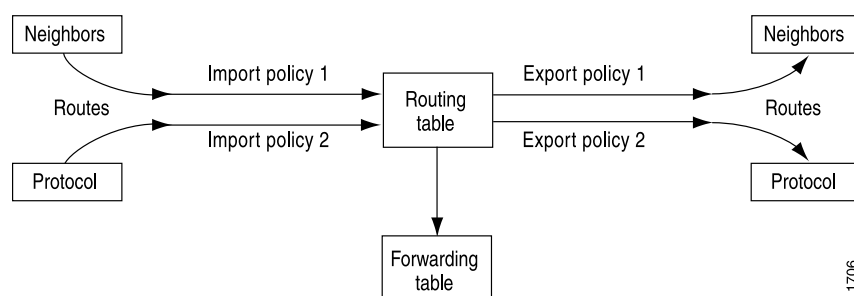 Neighbors
Neighbors
Import policy 1
Export policy 1
Routes
Routing
table
Routes
Import policy 2
Export policy 2
Protocol
Protocol
Forwarding
table
1706